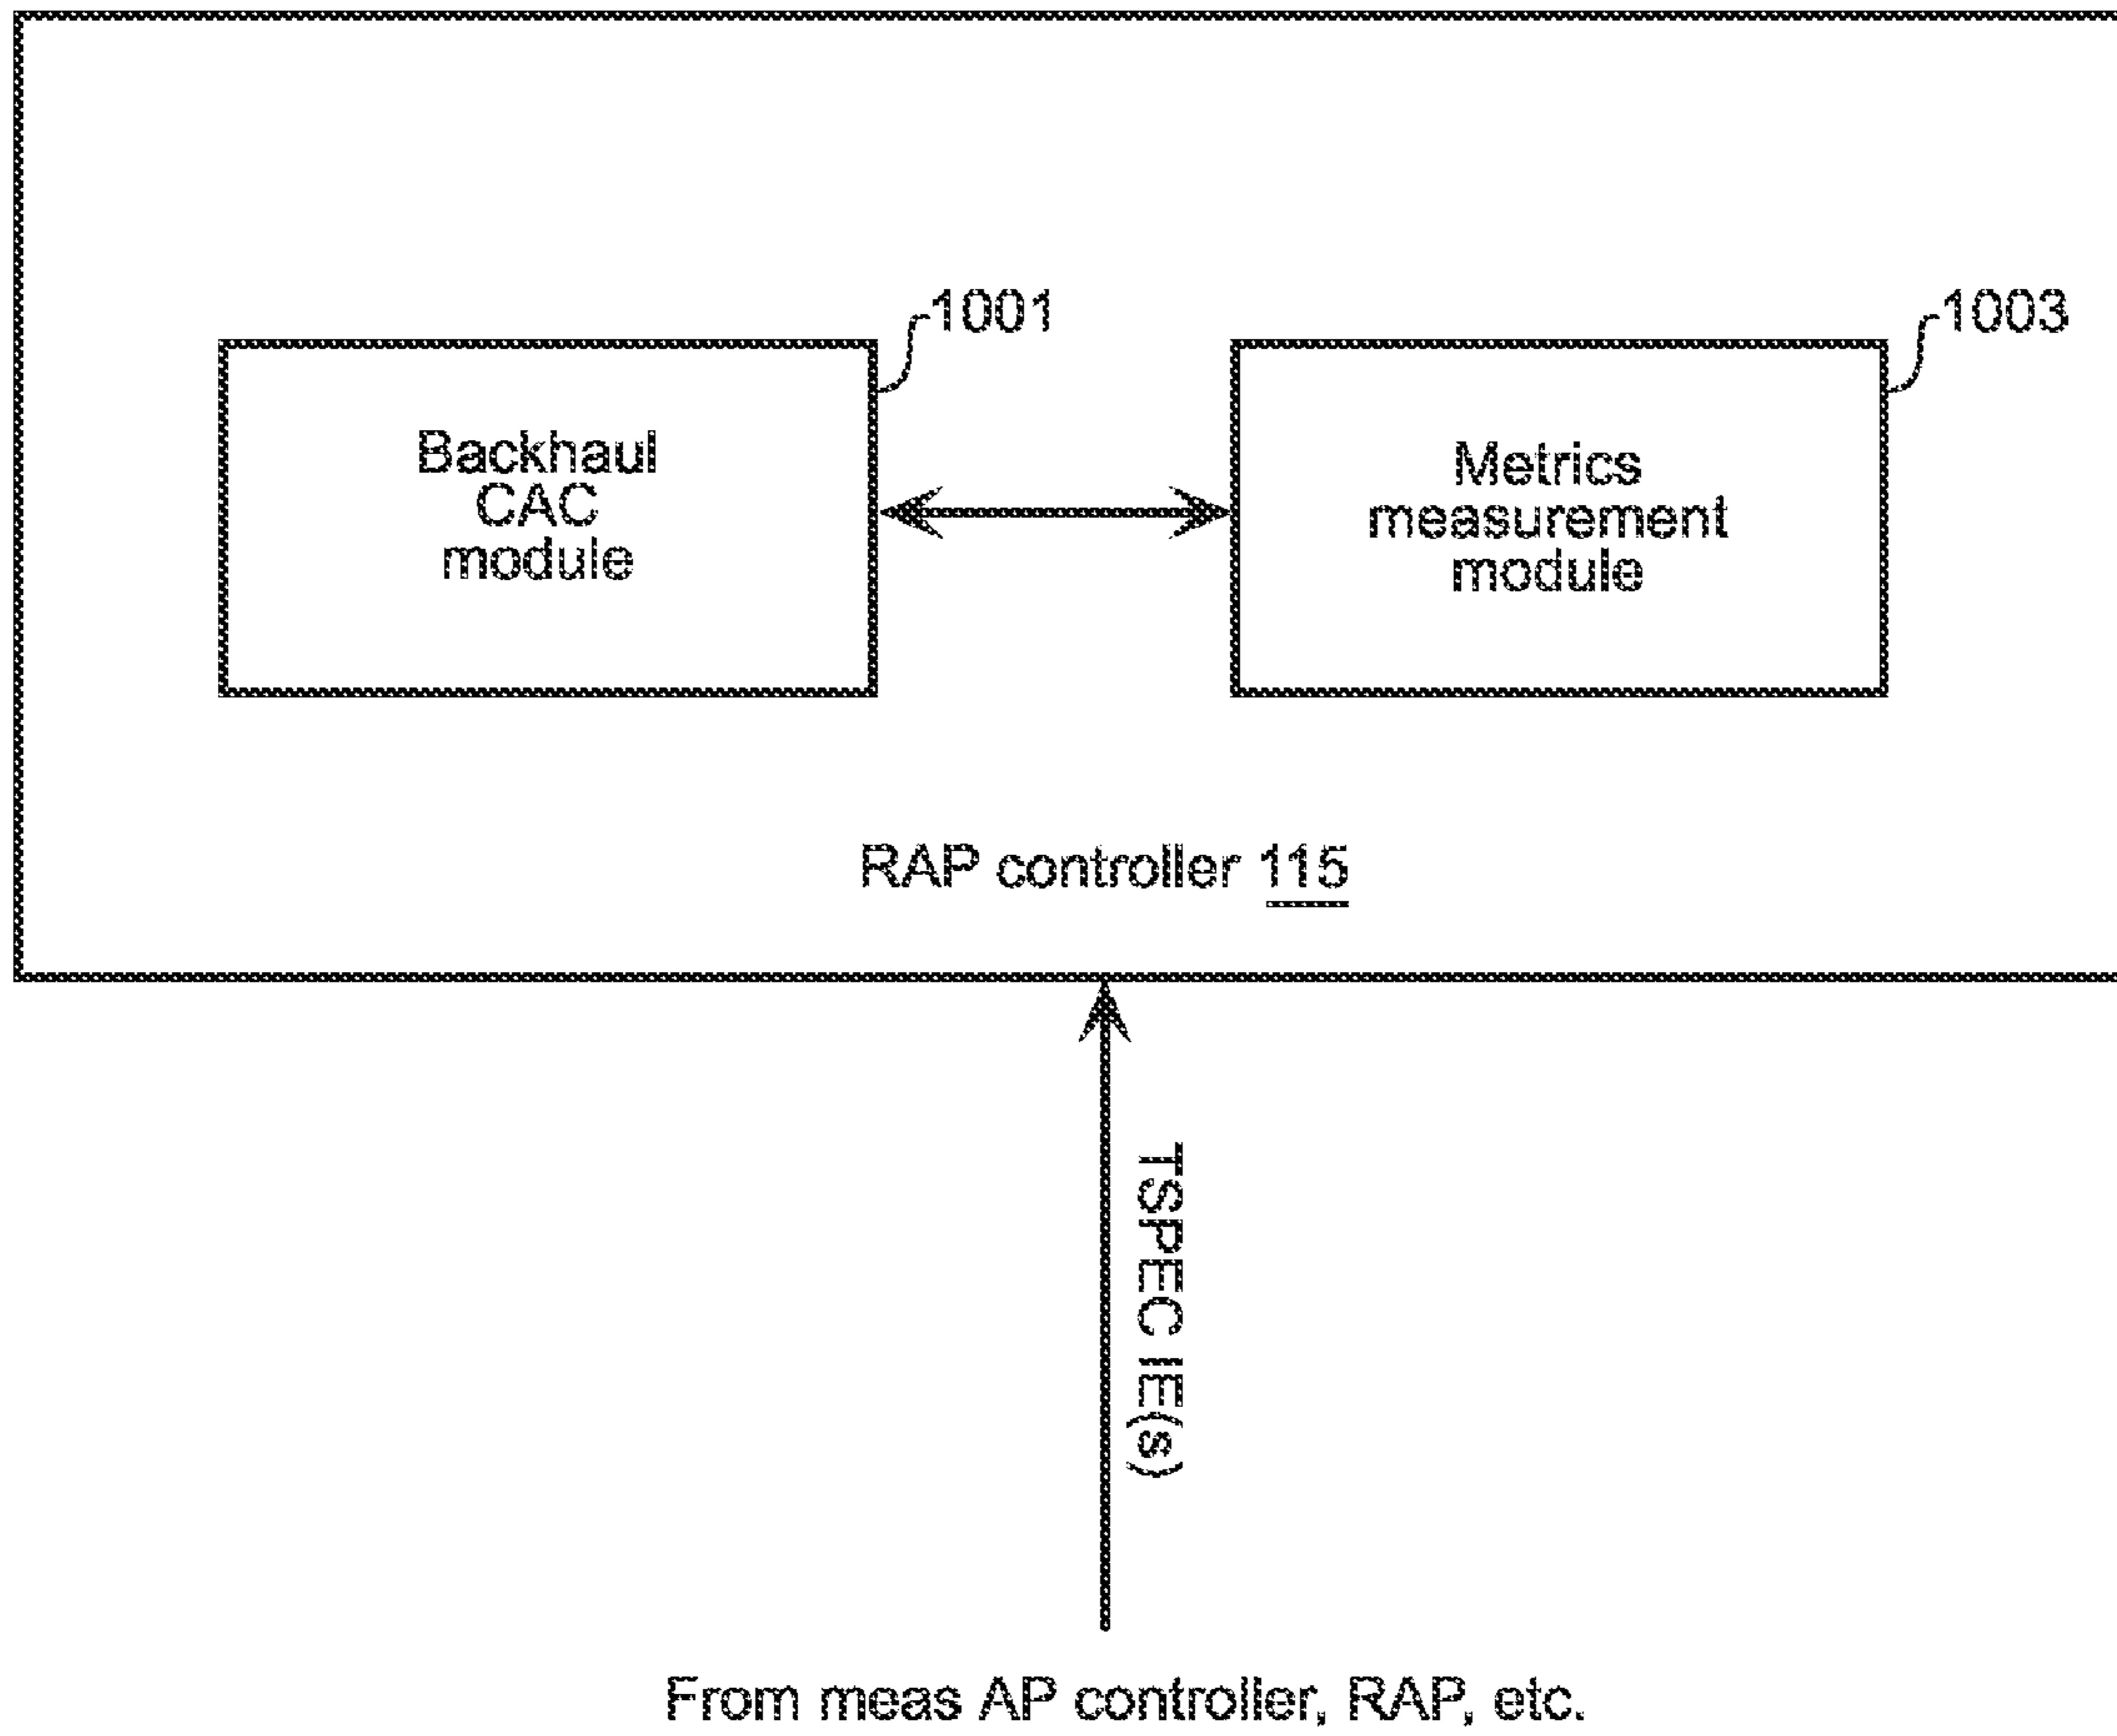 1001
1003
Backhaul
CAC
module
Metrics
measurement
module
RAP controller 115
TSPEC IE(s)
From meas AP controller, RAP, etc.